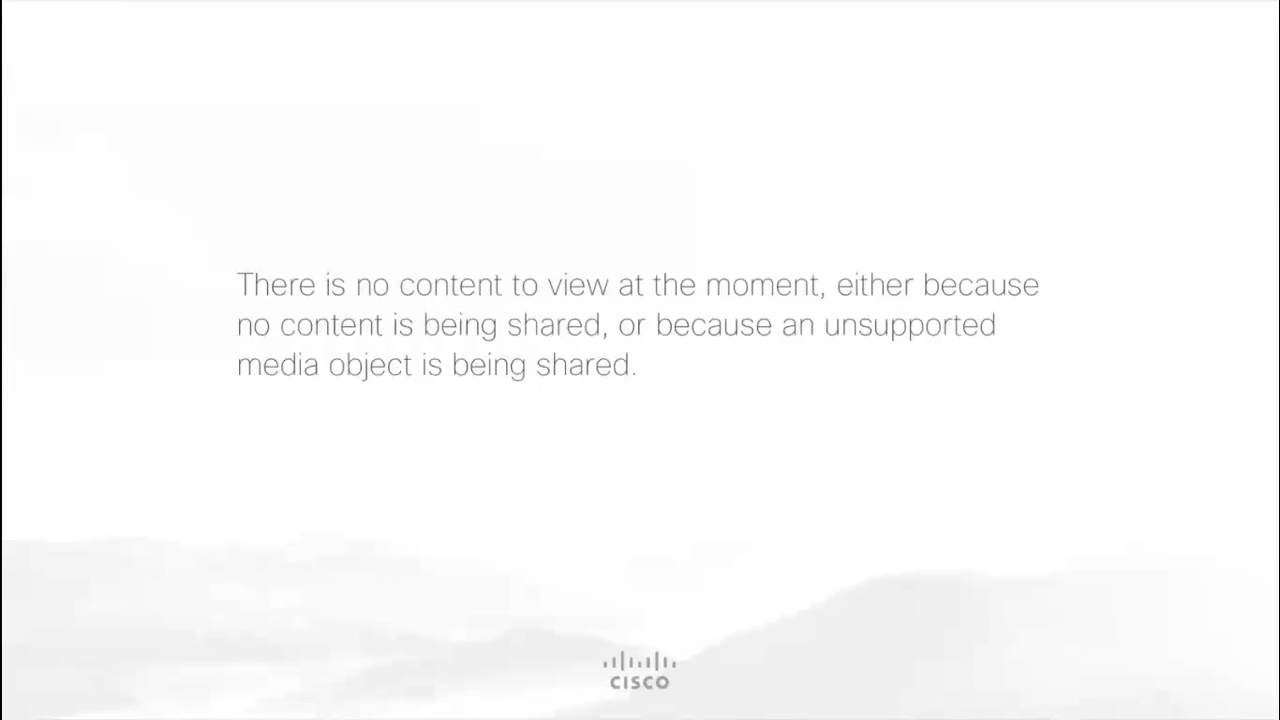 There is no content to view at the moment, either because
no content is being shared, or because an unsupported
media object is being shared.
CISCO